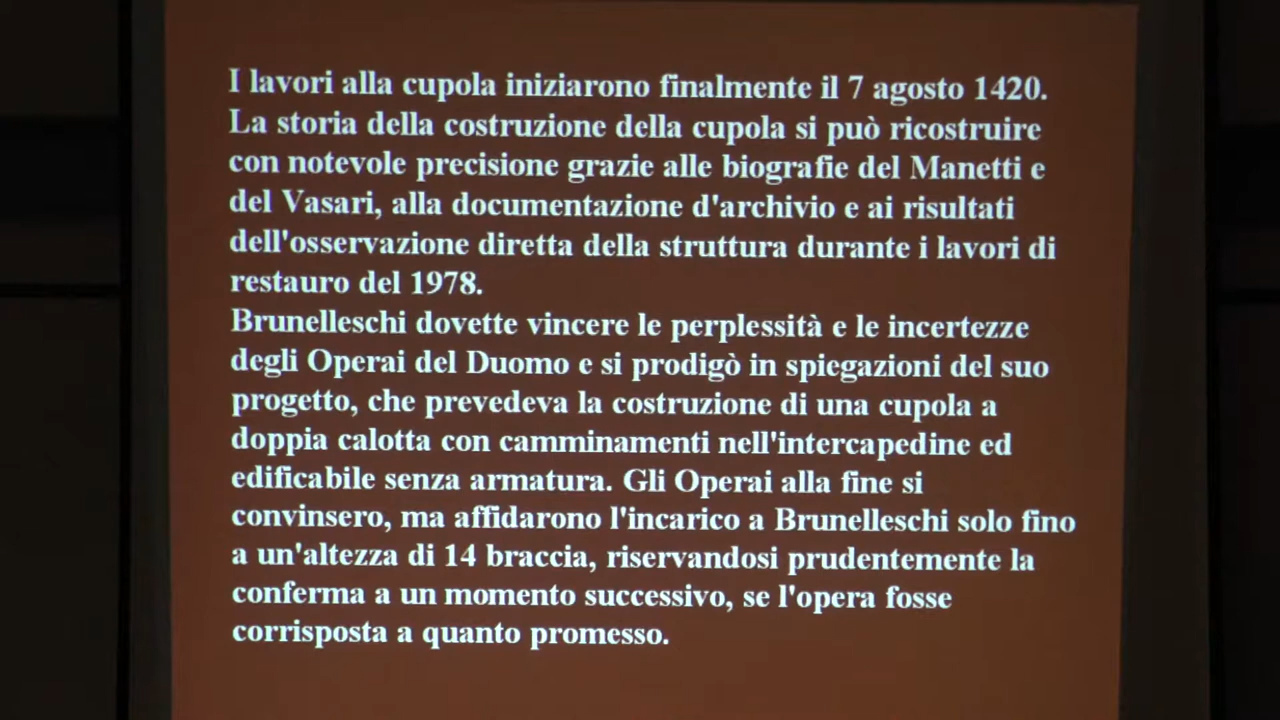 I lavori alla cupola iniziarono finalmente il 7 agosto 1420.
La storia della costruzione della cupola si può ricostruire
con notevole precisione grazie alle biografie del Manetti e
del Vasari, alla documentazione d'archivio e ai risultati
dell'osservazione diretta della struttura durante i lavori di
restauro del 1978.
Brunelleschi dovette vincere le perplessità e le incertezze
degli Operai del Duomo e si prodigò in spiegazioni del suo
progetto, che prevedeva la costruzione di una cupola a
doppia calotta con camminamenti nell'intercapedine ed
edificabile senza armatura. Gli Operai alla fine si
convinsero, ma affidarono l'incarico a Brunelleschi solo fino
a un'altezza di 14 braccia, riservandosi prudentemente la
conferma a un momento successivo, se l'opera fosse
corrisposta a quanto promesso.